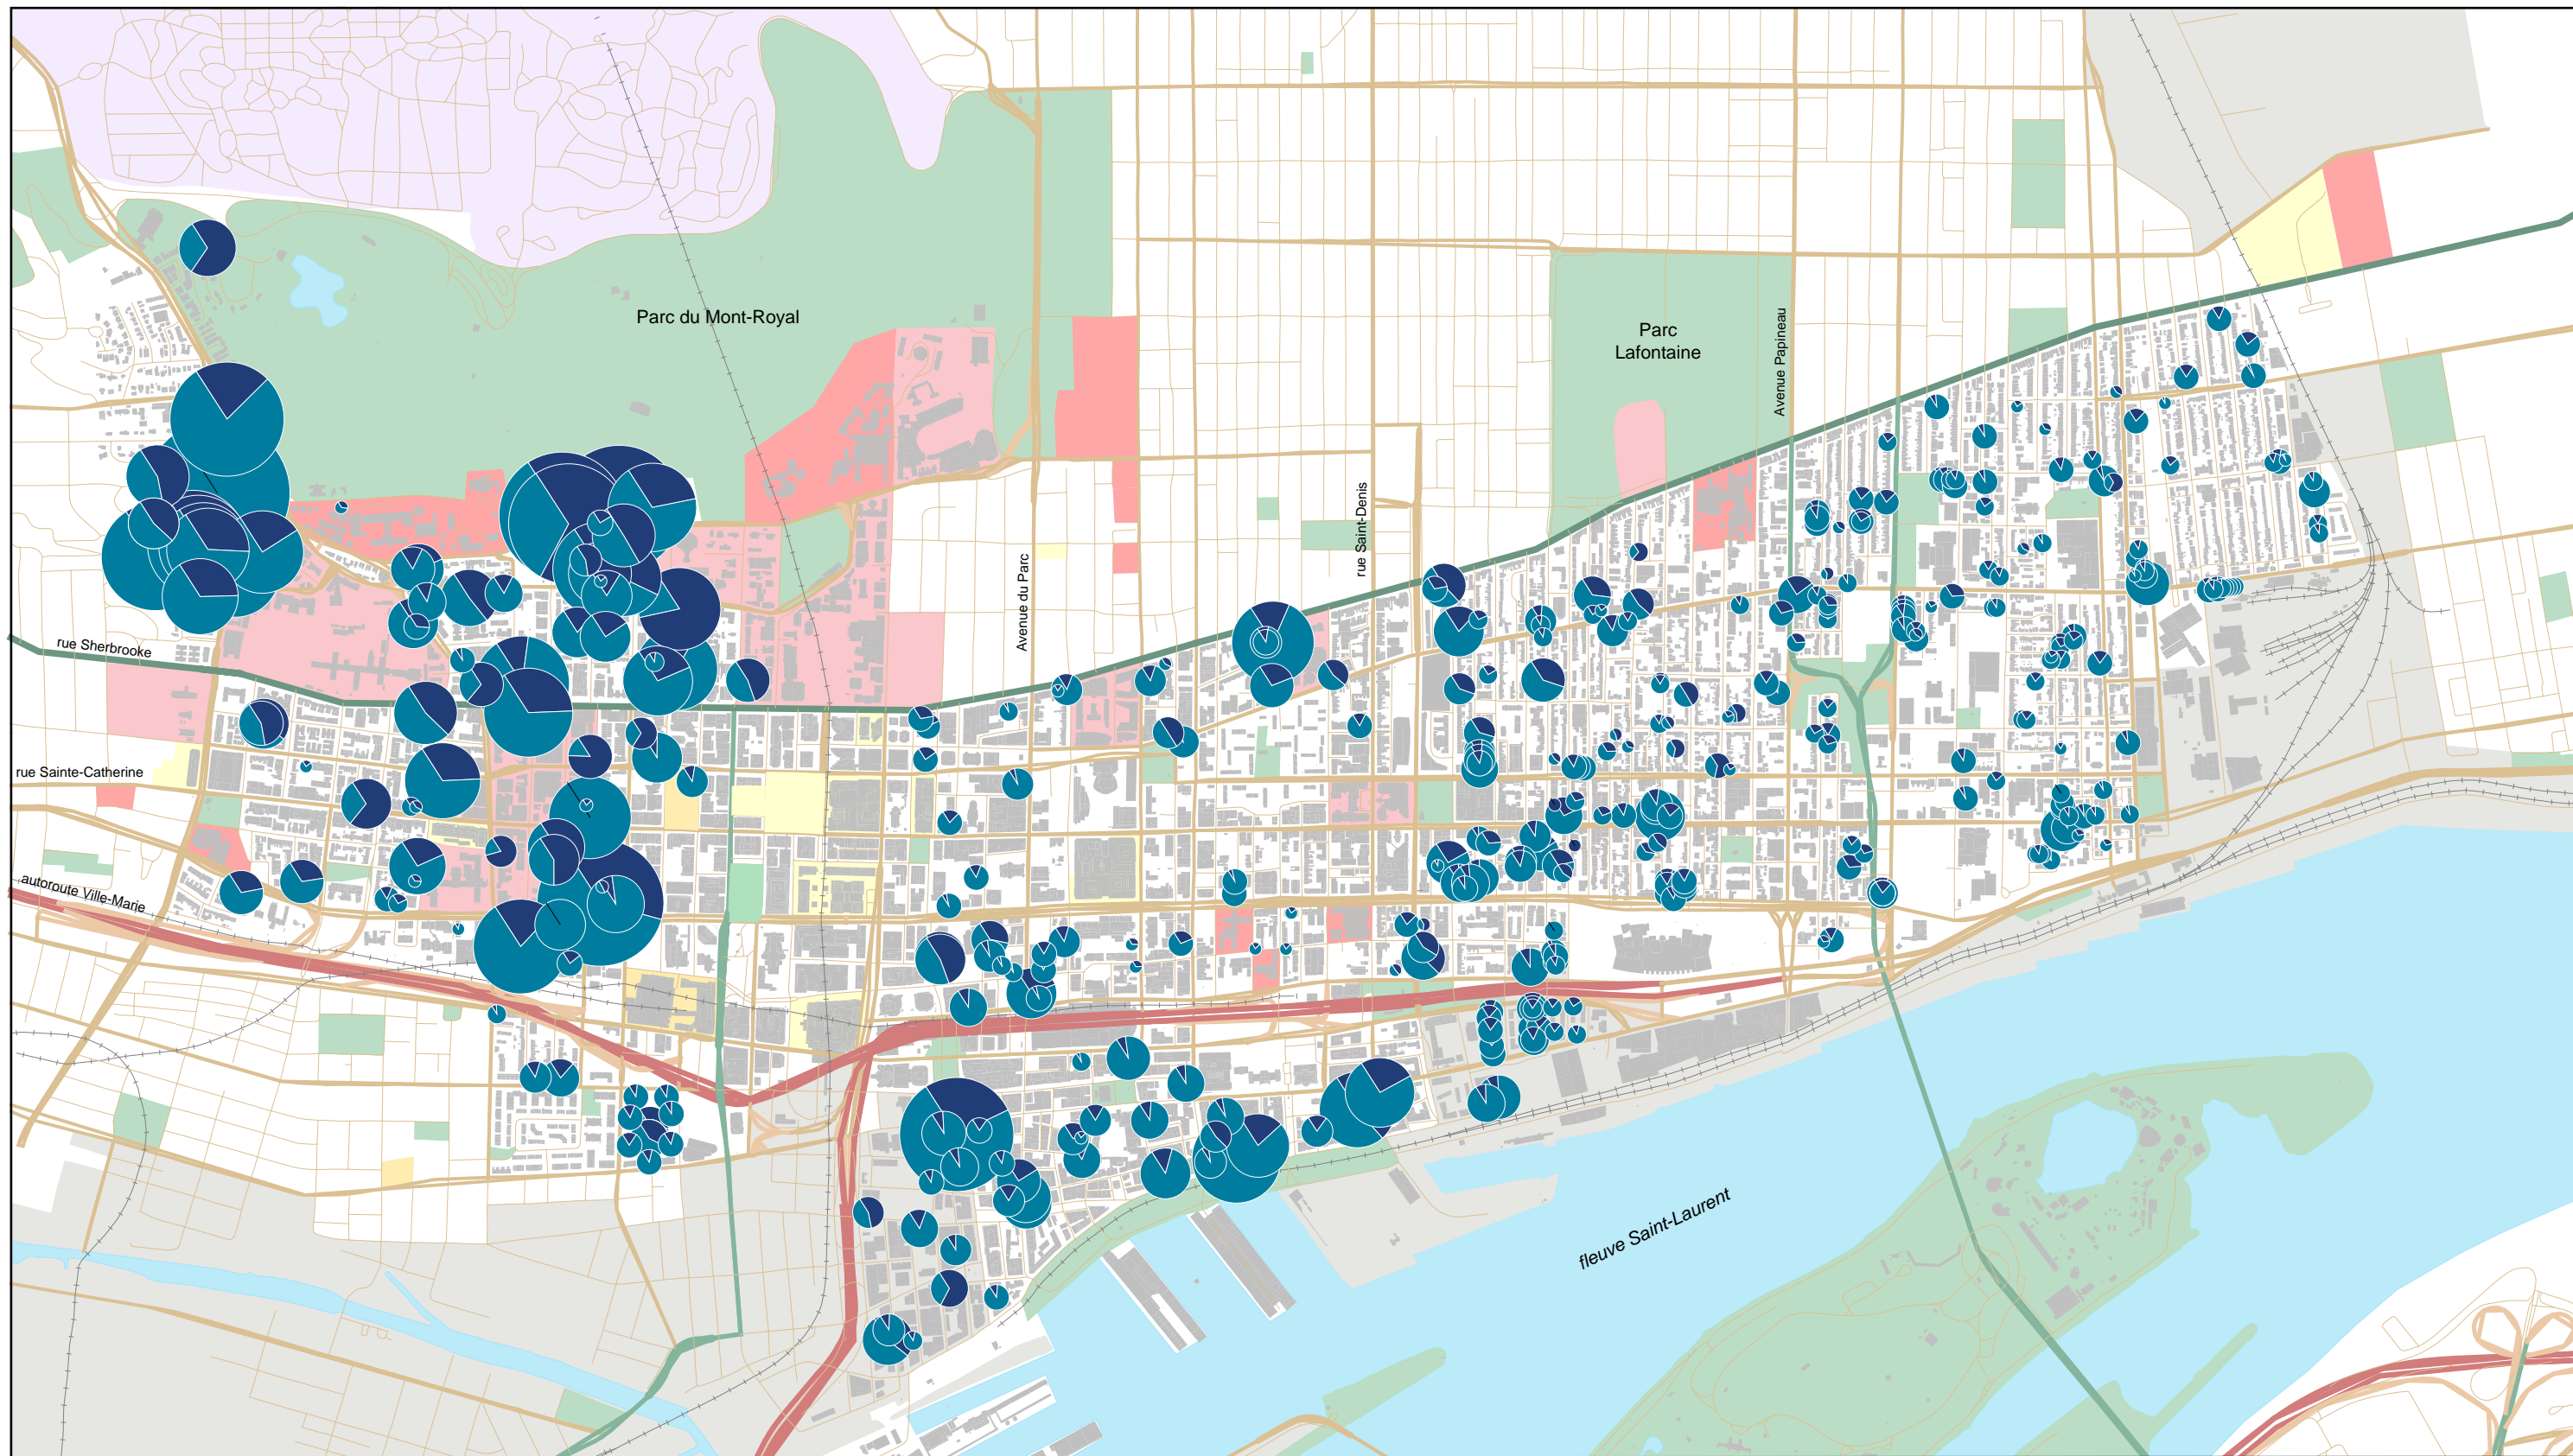 Parc du Mont-Royal
Parc
Lafontaine
Avenue Papineau
rue Saint-Denis
Avenue du Parc
rue Sherbrooke
rue Sainte-Catherine
autoroute Ville-Marie
fleuve Saint-Laurent